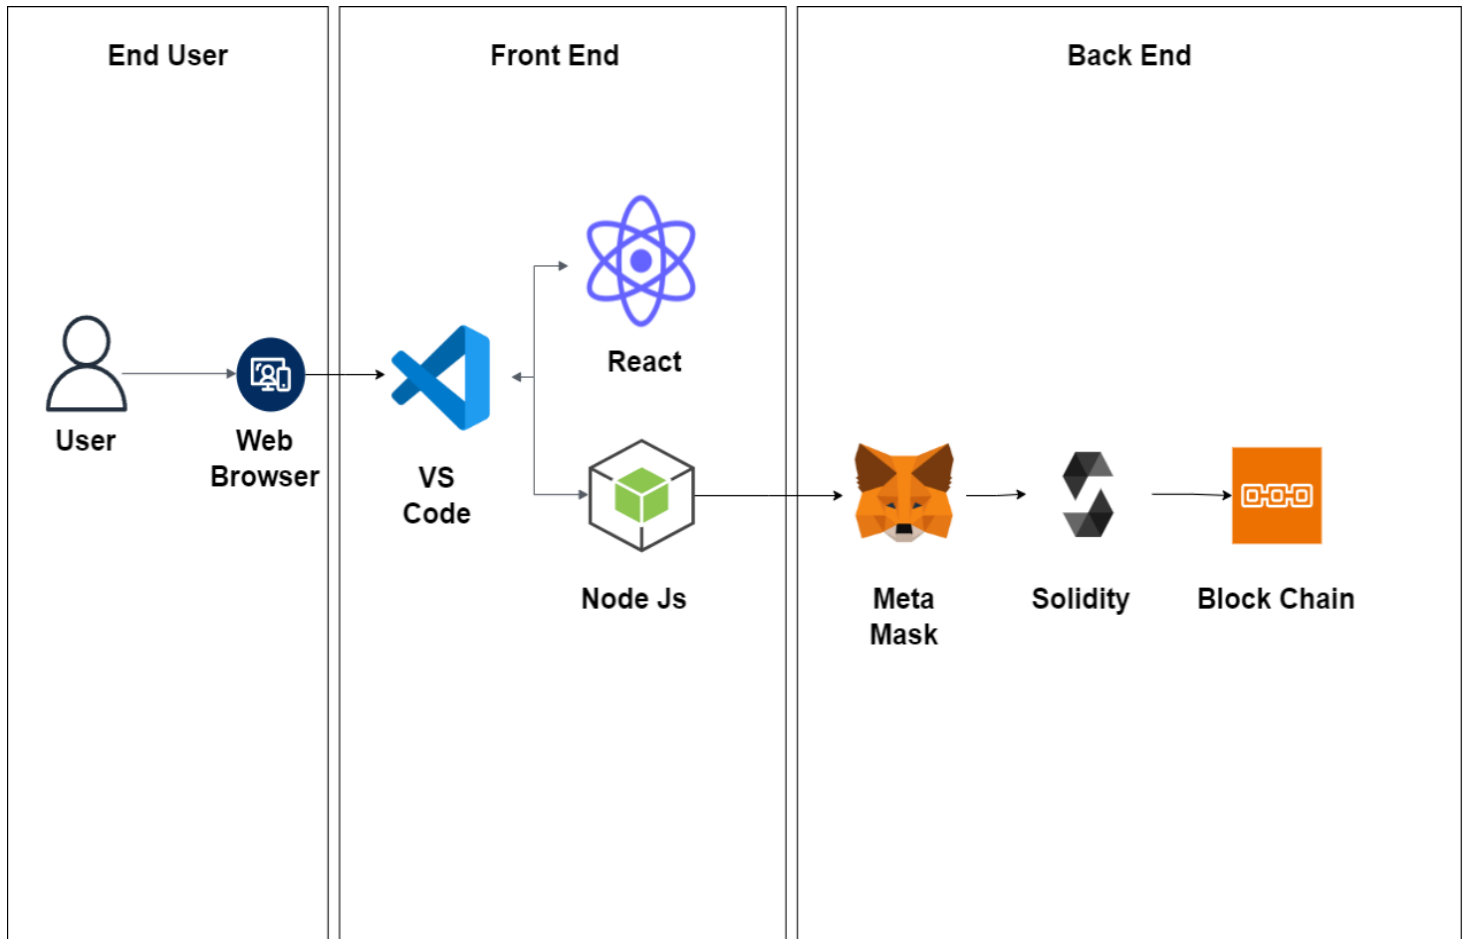 End User
Front End
Back End
React
User
Web
Browser
VS
Code
Node Js
Meta
Mask
Solidity
Block Chain